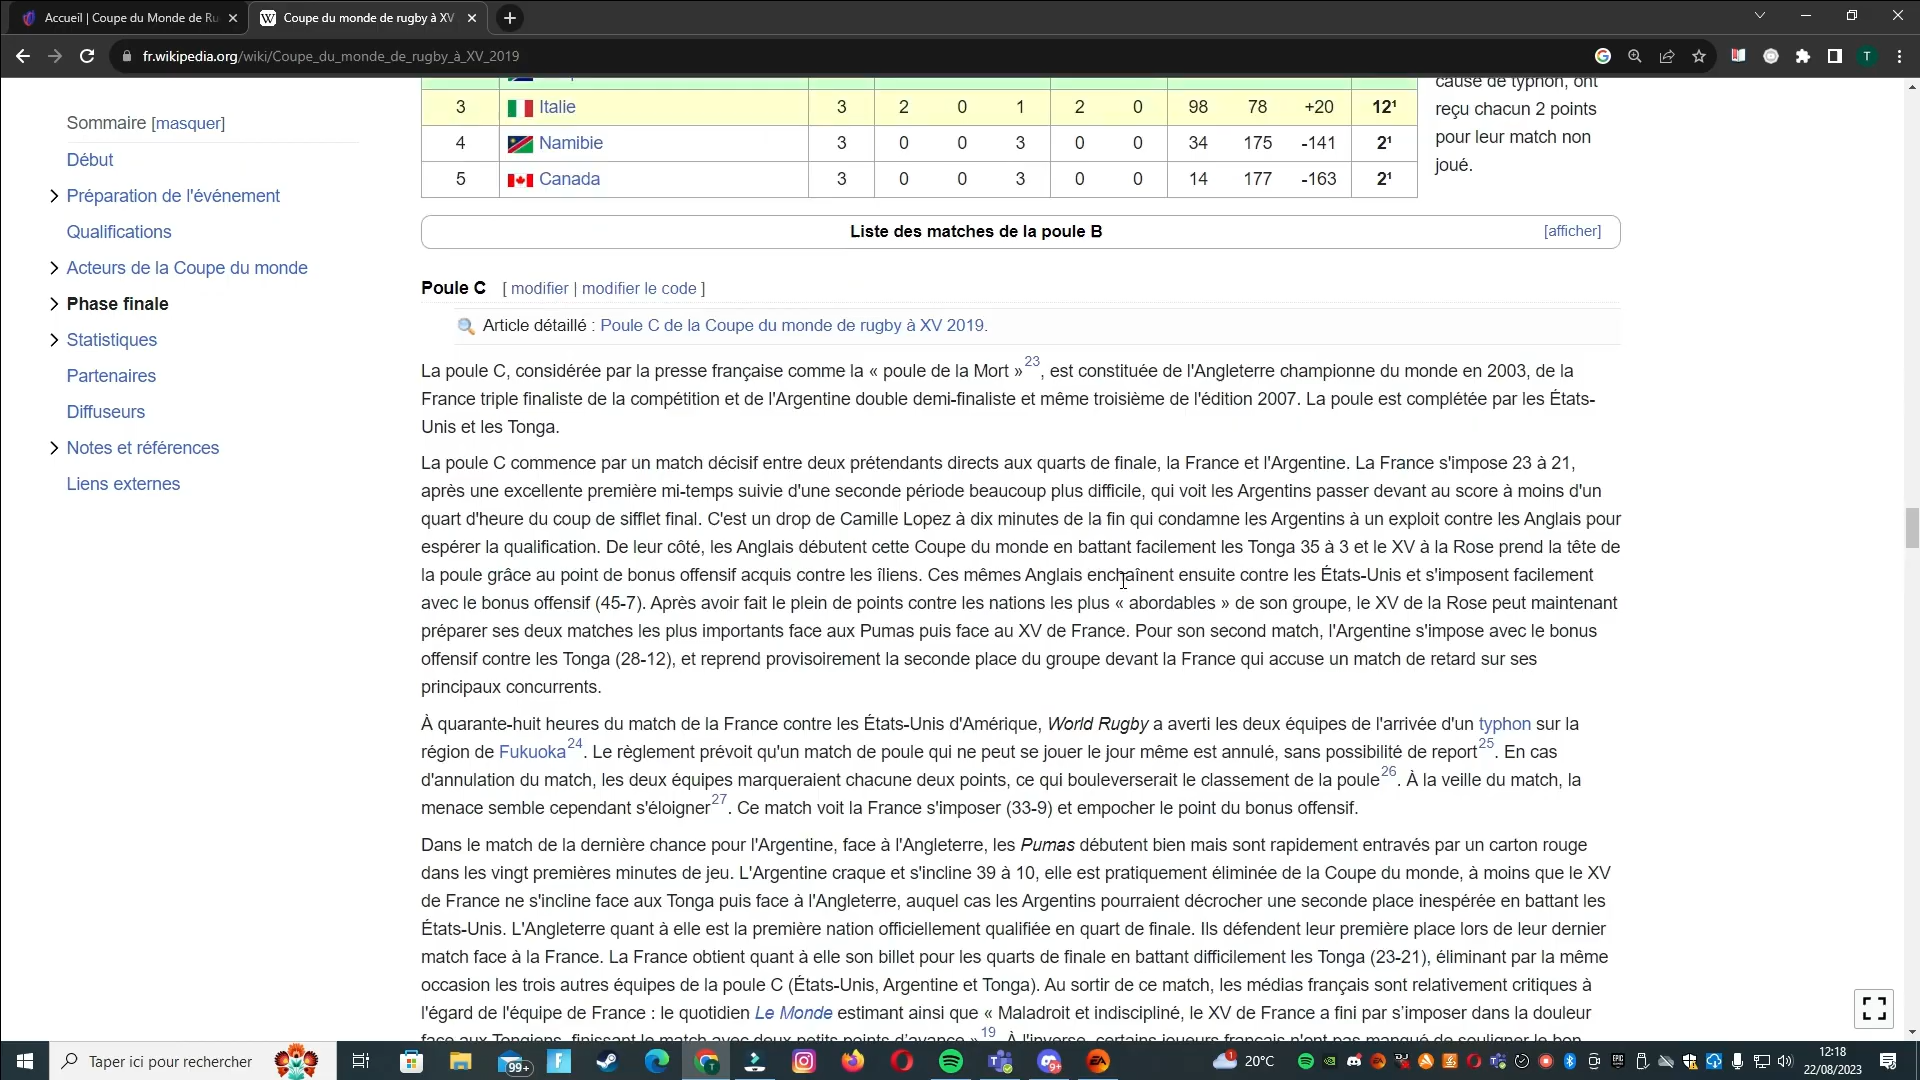 Accueil | Coupe du Monde de Ru
Coupe du monde de rugby à XV
fr.wikipedia.org/wiki/Coupe_du_monde_de_rugby_à_XV_2019
T
Sommaire [masquer]
Début
Préparation de l'événement
Qualifications
Acteurs de la Coupe du monde
Phase finale
Statistiques
Partenaires
Diffuseurs
Notes et références
Liens externes
3 Italie 3 2 0 1 2 0 98 78 +20 12¹
4 Namibie 3 0 0 3 0 0 34 175 -141 2¹
5 Canada 3 0 0 3 0 0 14 177 -163 2¹
cause de typhon, ont
reçu chacun 2 points
pour leur match non
joué.
Liste des matches de la poule B [afficher]
Poule C [ modifier | modifier le code ]
Article détaillé : Poule C de la Coupe du monde de rugby à XV 2019.
La poule C, considérée par la presse française comme la « poule de la Mort »23, est constituée de l'Angleterre championne du monde en 2003, de la
France triple finaliste de la compétition et de l'Argentine double demi-finaliste et même troisième de l'édition 2007. La poule est complétée par les États-
Unis et les Tonga.
La poule C commence par un match décisif entre deux prétendants directs aux quarts de finale, la France et l'Argentine. La France s'impose 23 à 21,
après une excellente première mi-temps suivie d'une seconde période beaucoup plus difficile, qui voit les Argentins passer devant au score à moins d'un
quart d'heure du coup de sifflet final. C'est un drop de Camille Lopez à dix minutes de la fin qui condamne les Argentins à un exploit contre les Anglais pour
espérer la qualification. De leur côté, les Anglais débutent cette Coupe du monde en battant facilement les Tonga 35 à 3 et le XV à la Rose prend la tête de
la poule grâce au point de bonus offensif acquis contre les îliens. Ces mêmes Anglais enchaînent ensuite contre les États-Unis et s'imposent facilement
avec le bonus offensif (45-7). Après avoir fait le plein de points contre les nations les plus « abordables » de son groupe, le XV de la Rose peut maintenant
préparer ses deux matches les plus importants face aux Pumas puis face au XV de France. Pour son second match, l'Argentine s'impose avec le bonus
offensif contre les Tonga (28-12), et reprend provisoirement la seconde place du groupe devant la France qui accuse un match de retard sur ses
principaux concurrents.
À quarante-huit heures du match de la France contre les États-Unis d'Amérique, World Rugby a averti les deux équipes de l'arrivée d'un typhon sur la
région de Fukuoka24. Le règlement prévoit qu'un match de poule qui ne peut se jouer le jour même est annulé, sans possibilité de report25. En cas
d'annulation du match, les deux équipes marqueraient chacune deux points, ce qui bouleverserait le classement de la poule26. À la veille du match, la
menace semble cependant s'éloigner27. Ce match voit la France s'imposer (33-9) et empocher le point du bonus offensif.
Dans le match de la dernière chance pour l'Argentine, face à l'Angleterre, les Pumas débutent bien mais sont rapidement entravés par un carton rouge
dans les vingt premières minutes de jeu. L'Argentine craque et s'incline 39 à 10, elle est pratiquement éliminée de la Coupe du monde, à moins que le XV
de France ne s'incline face aux Tonga puis face à l'Angleterre, auquel cas les Argentins pourraient décrocher une seconde place inespérée en battant les
États-Unis. L'Angleterre quant à elle est la première nation officiellement qualifiée en quart de finale. Ils défendent leur première place lors de leur dernier
match face à la France. La France obtient quant à elle son billet pour les quarts de finale en battant difficilement les Tonga (23-21), éliminant par la même
occasion les trois autres équipes de la poule C (États-Unis, Argentine et Tonga). Au sortir de ce match, les médias français sont relativement critiques à
l'égard de l'équipe de France : le quotidien Le Monde estimant ainsi que « Maladroit et indiscipliné, le XV de France a fini par s'imposer dans la douleur
face aux Tongiens, finissant le match avec deux petits points d'avance »19. À l'inverse, certains joueurs français n'ont pas manqué de souligner le bon
Taper ici pour rechercher
99+
20°C
12:18
22/08/2023